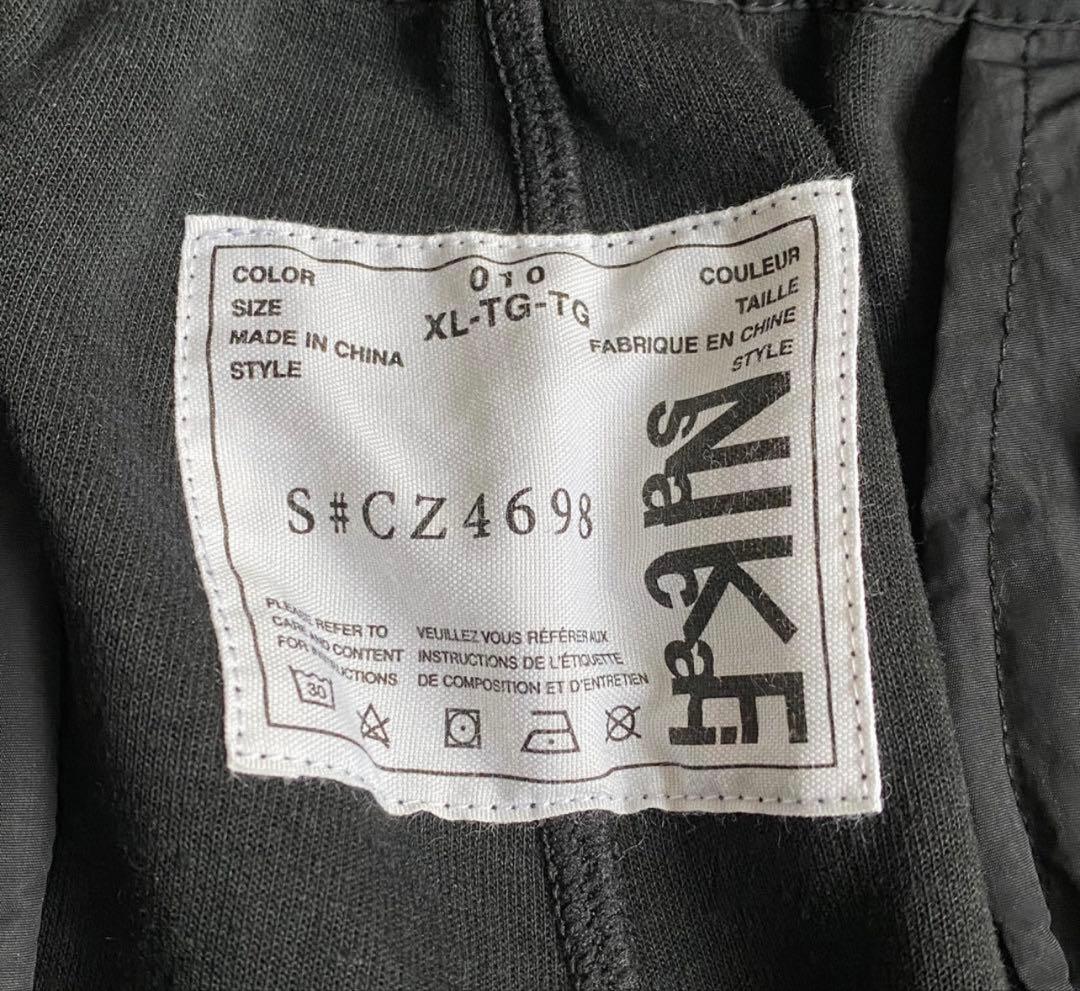 COLOR 010 COULEUR
SIZE XL-TG-TG TAILLE
MADE IN CHINA FABRIQUE EN CHINE
STYLE STYLE
S#CZ4698
PLEASE REFER TO
CARE AND CONTENT
FOR INSTRUCTIONS
VEUILLEZ VOUS RÉFÉRER AUX
INSTRUCTIONS DE L'ÉTIQUETTE
DE COMPOSITION ET D'ENTRETIEN
30
NIKE
sacai